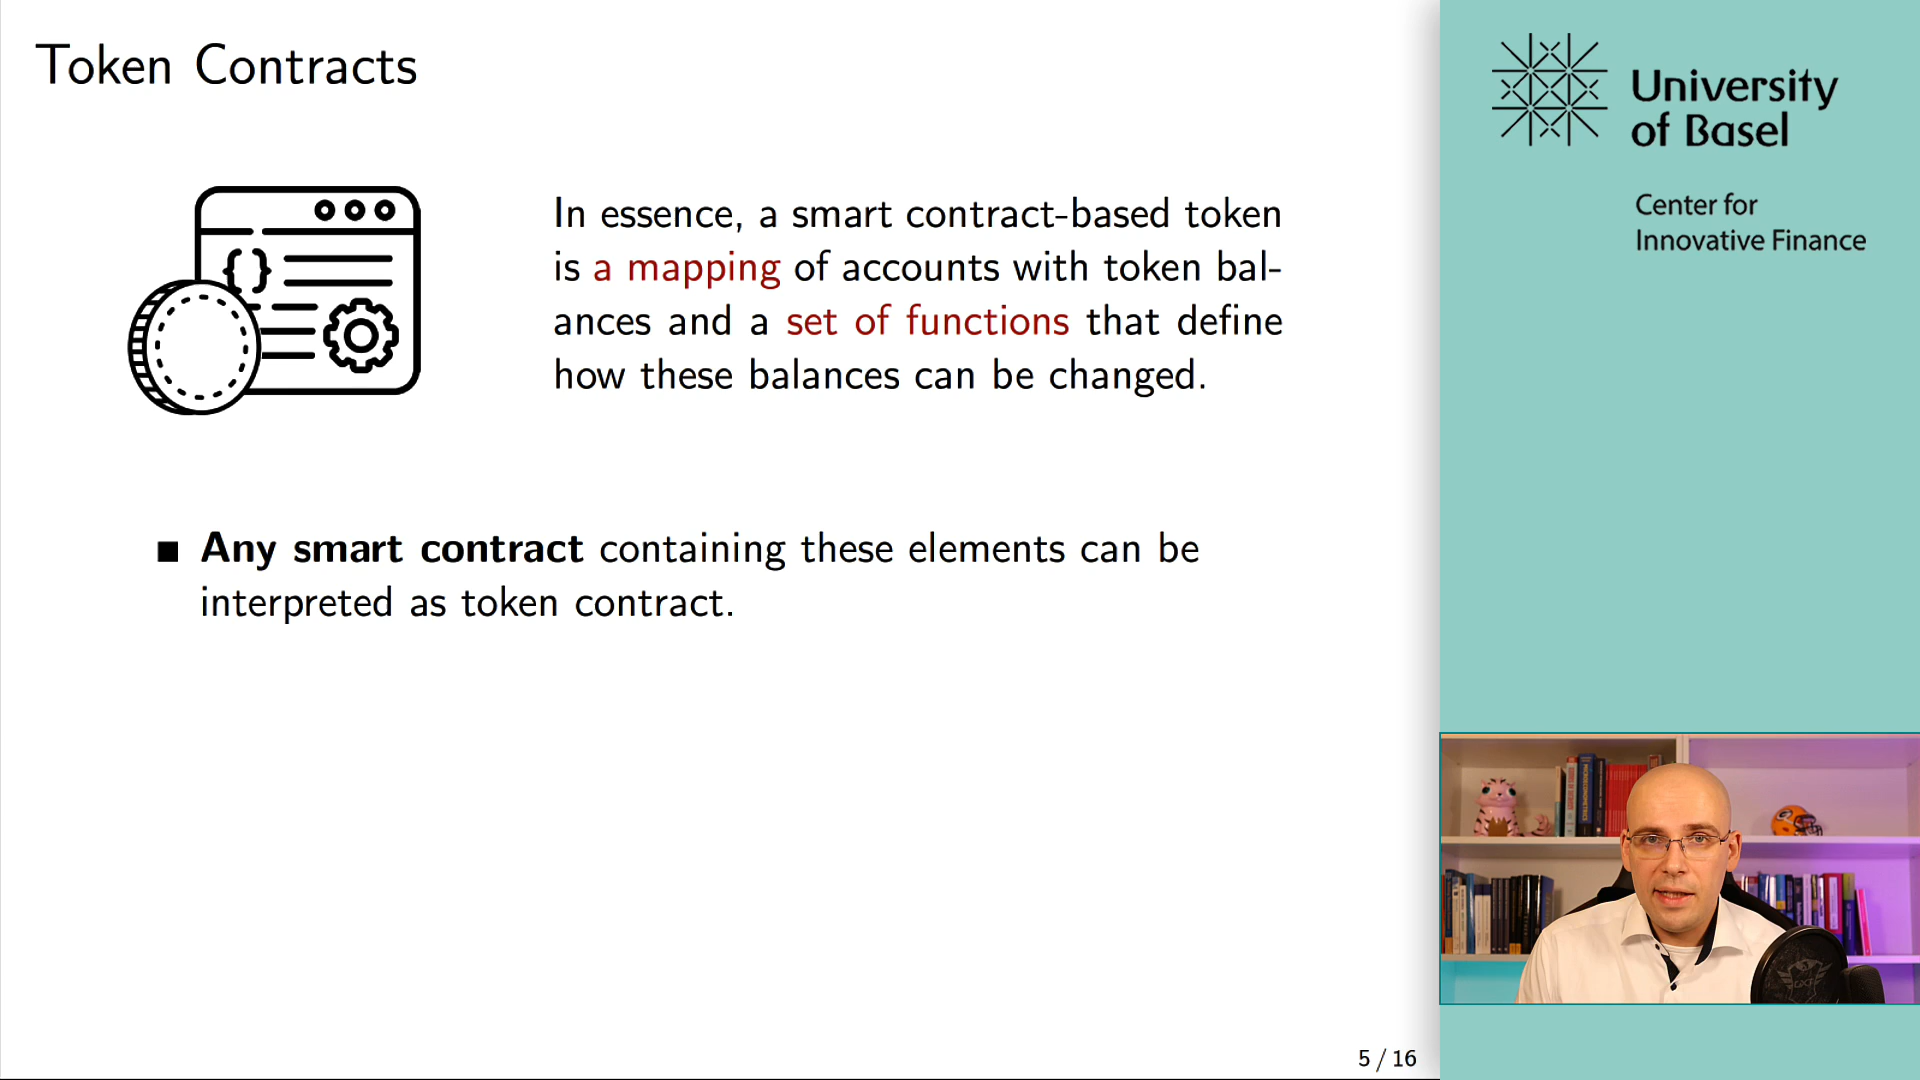 Token Contracts
In essence, a smart contract-based token
is a mapping of accounts with token bal-
ances and a set of functions that define
how these balances can be changed.
■ Any smart contract containing these elements can be
interpreted as token contract.
5 / 16
University
of Basel
Center for
Innovative Finance